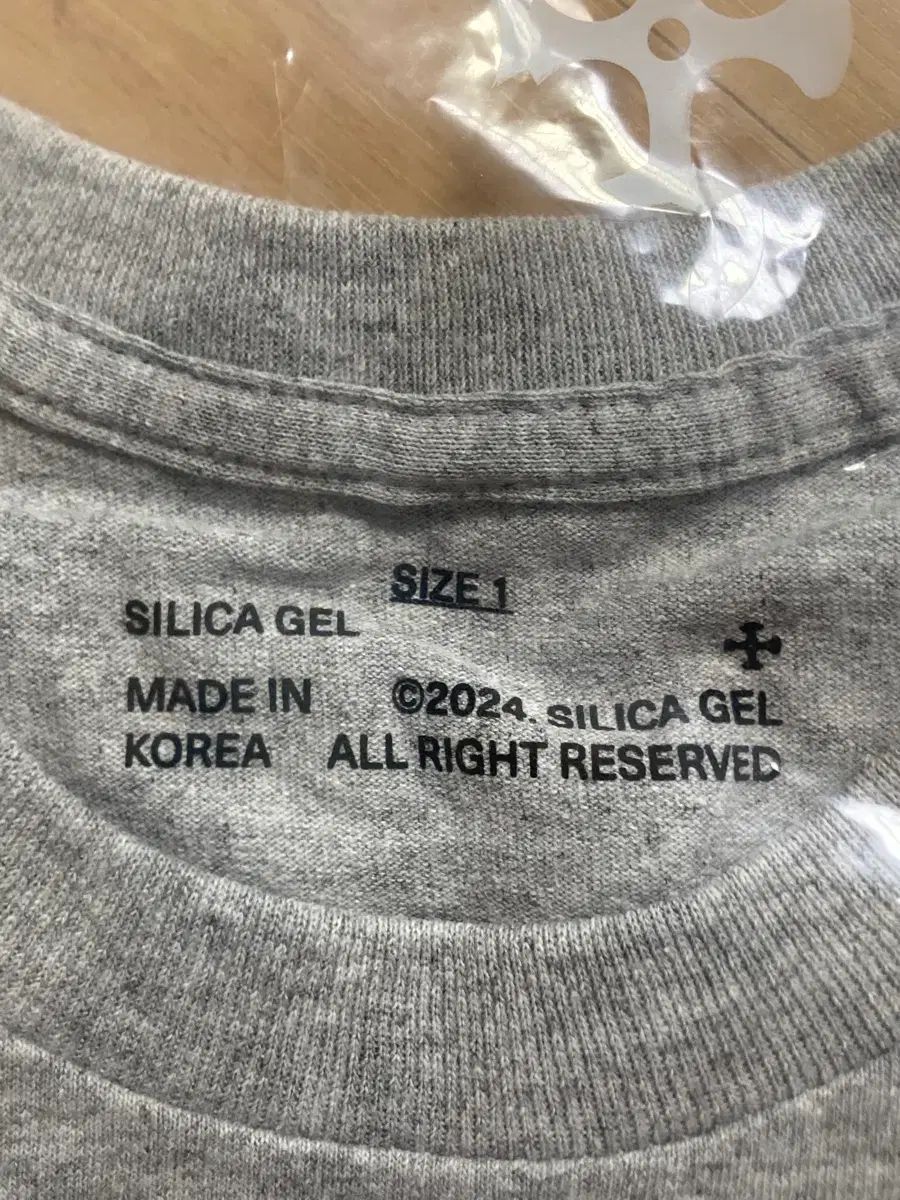 SIZE 1
SILICA GEL
MADE IN
KOREA
©2024. SILICA GEL
ALL RIGHT RESERVED